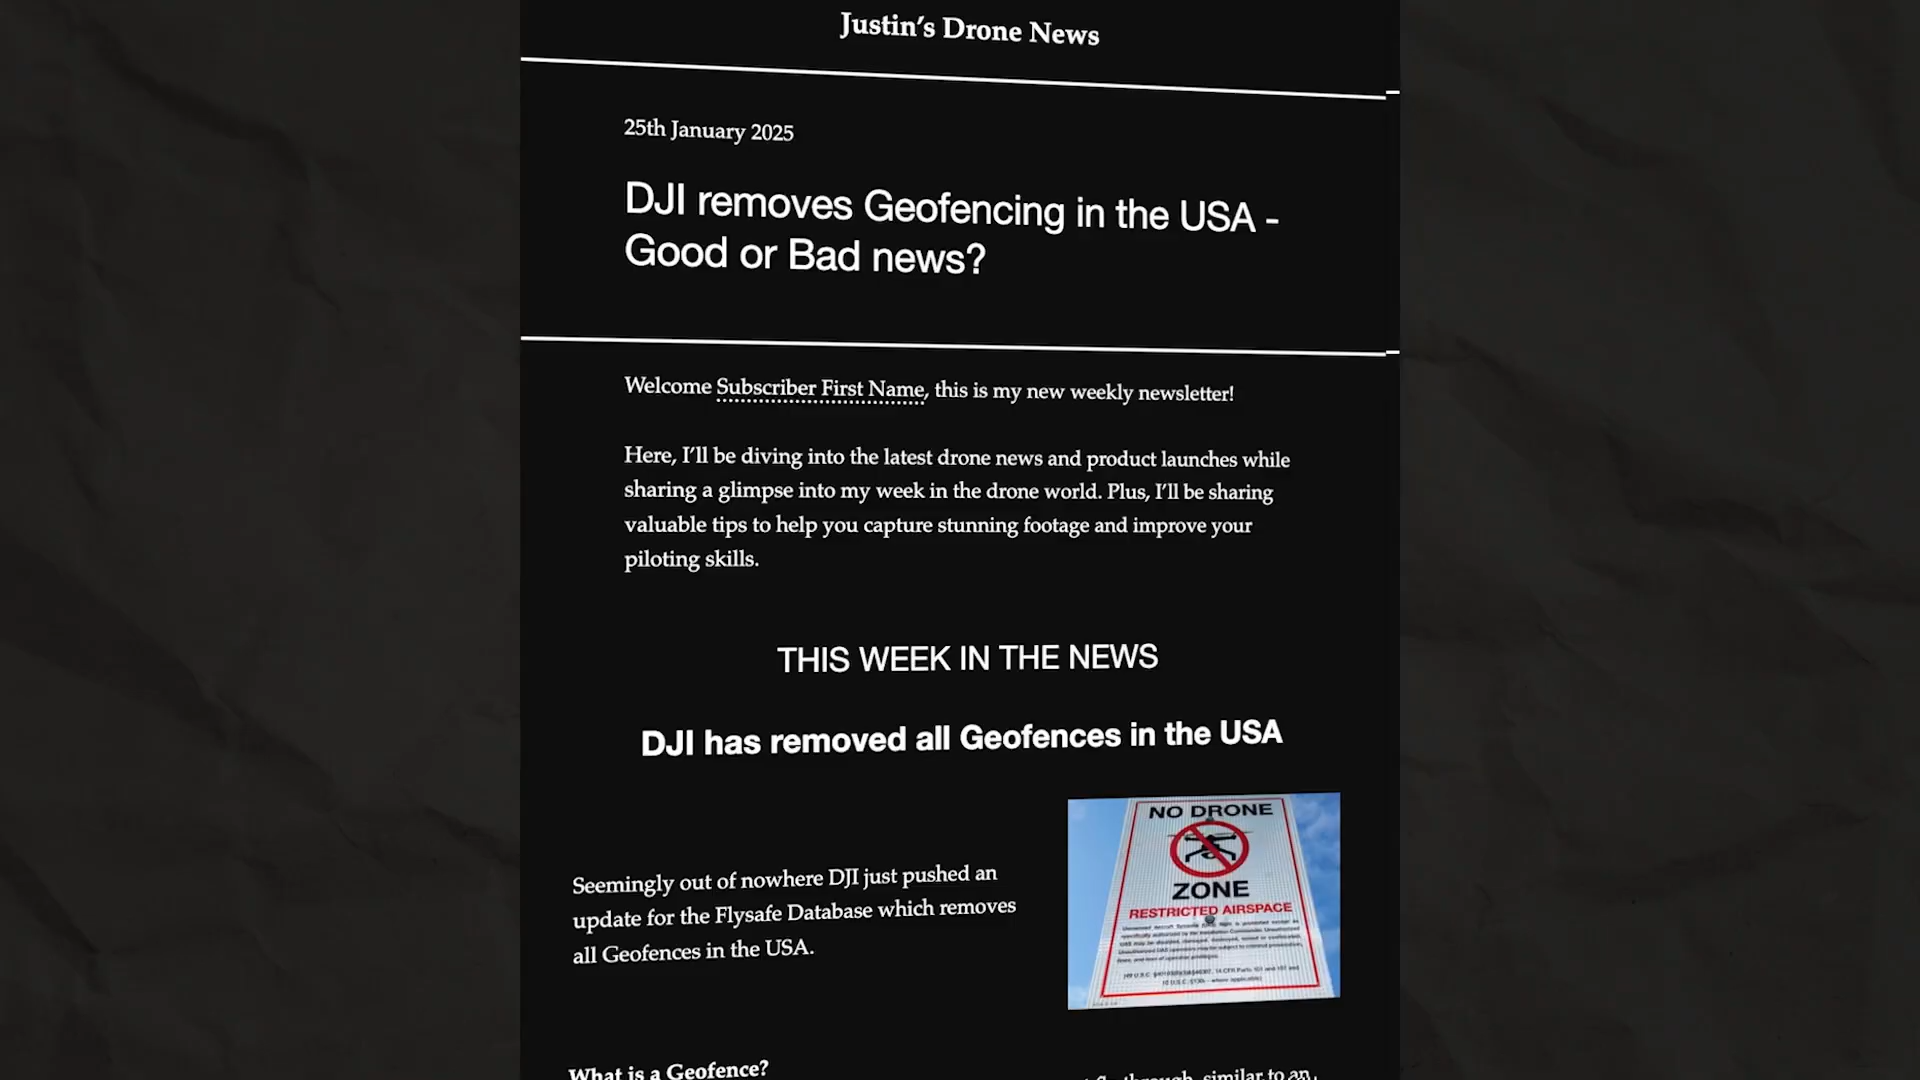 Justin’s Drone News
25th January 2025
DJI removes Geofencing in the USA -
Good or Bad news?
Welcome Subscriber First Name, this is my new weekly newsletter!
Here, I’ll be diving into the latest drone news and product launches while
sharing a glimpse into my week in the drone world. Plus, I’ll be sharing
valuable tips to help you capture stunning footage and improve your
piloting skills.
THIS WEEK IN THE NEWS
DJI has removed all Geofences in the USA
Seemingly out of nowhere DJI just pushed an
update for the Flysafe Database which removes
all Geofences in the USA.
NO DRONE
ZONE
RESTRICTED AIRSPACE
What is a Geofence?
through, similar to an